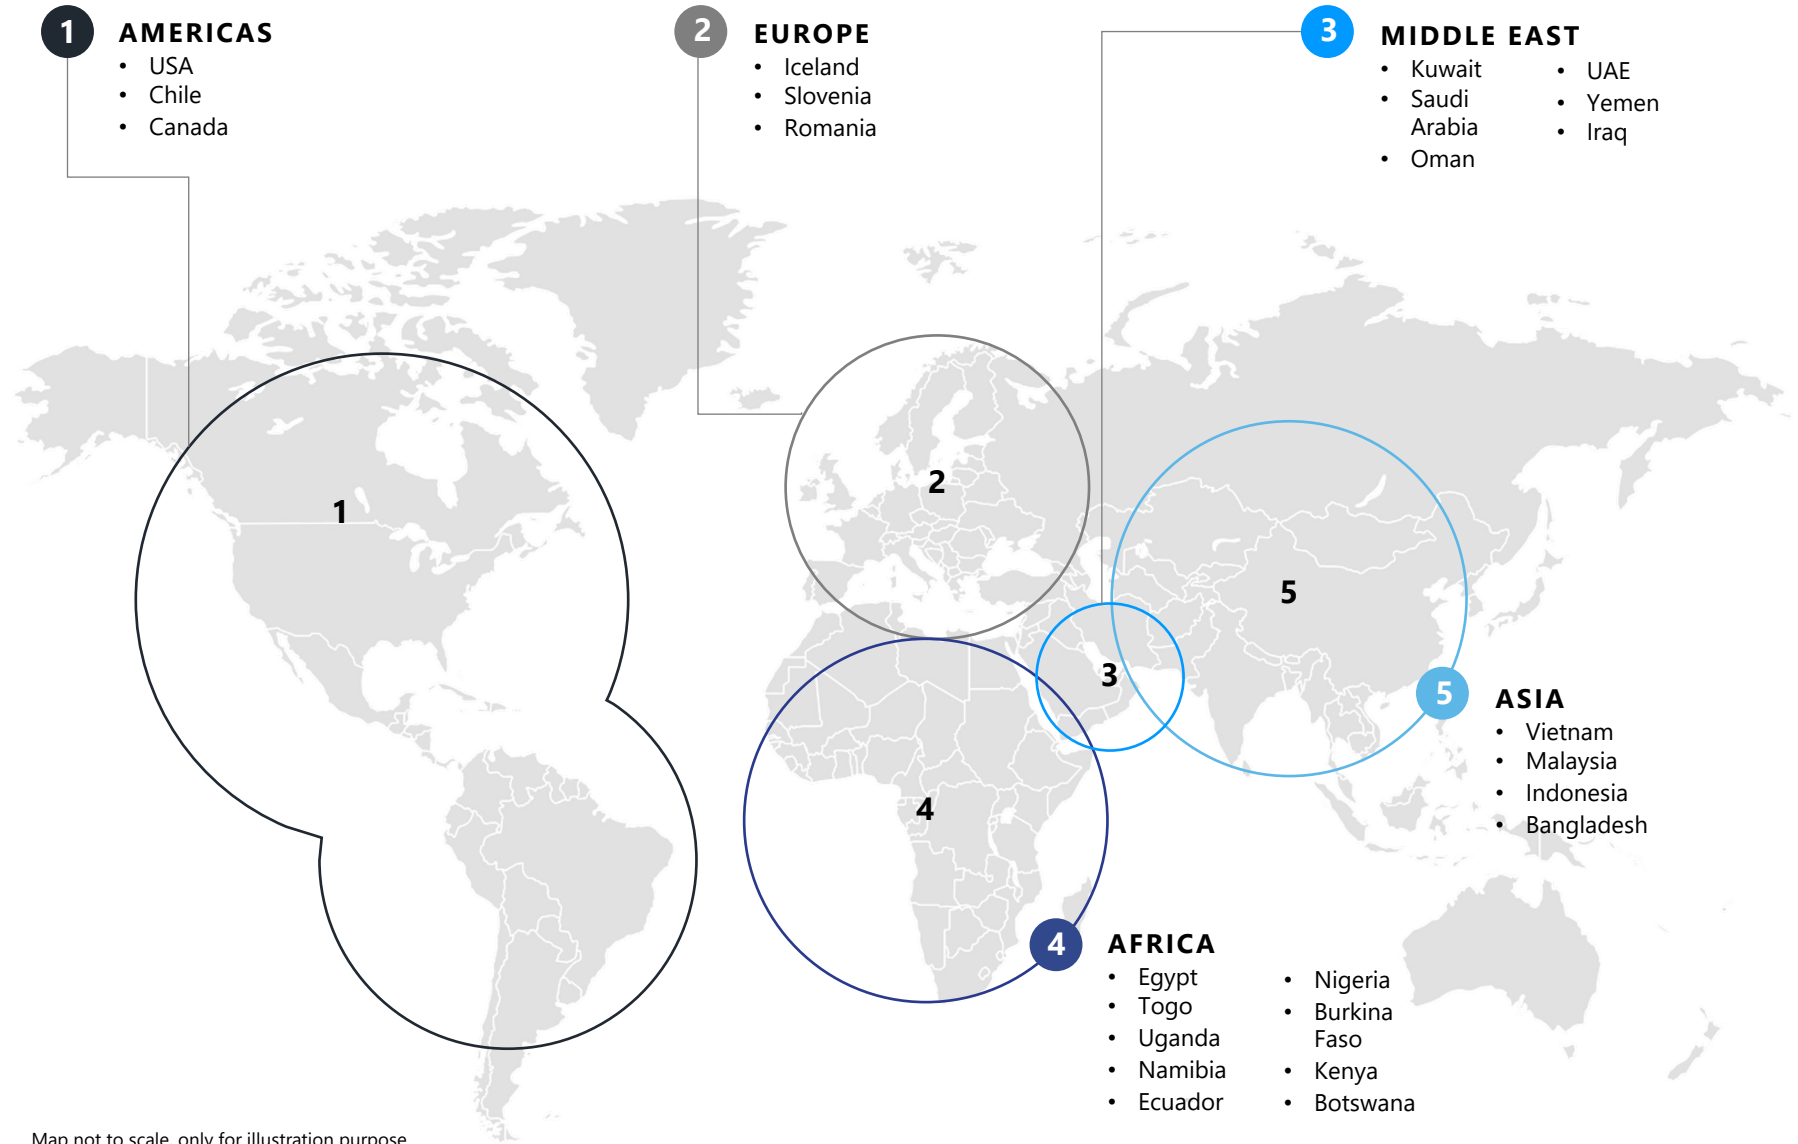 1
AMERICAS
• USA
• Chile
• Canada
2
EUROPE
• Iceland
• Slovenia
• Romania
3
MIDDLE EAST
• Kuwait
• Saudi
Arabia
• Oman
• UAE
• Yemen
• Iraq
1
2
3
4
5
5
ASIA
• Vietnam
• Malaysia
• Indonesia
• Bangladesh
4
AFRICA
• Egypt
• Togo
• Uganda
• Namibia
• Ecuador
• Nigeria
• Burkina
Faso
• Kenya
• Botswana
Map not to scale, only for illustration purpose